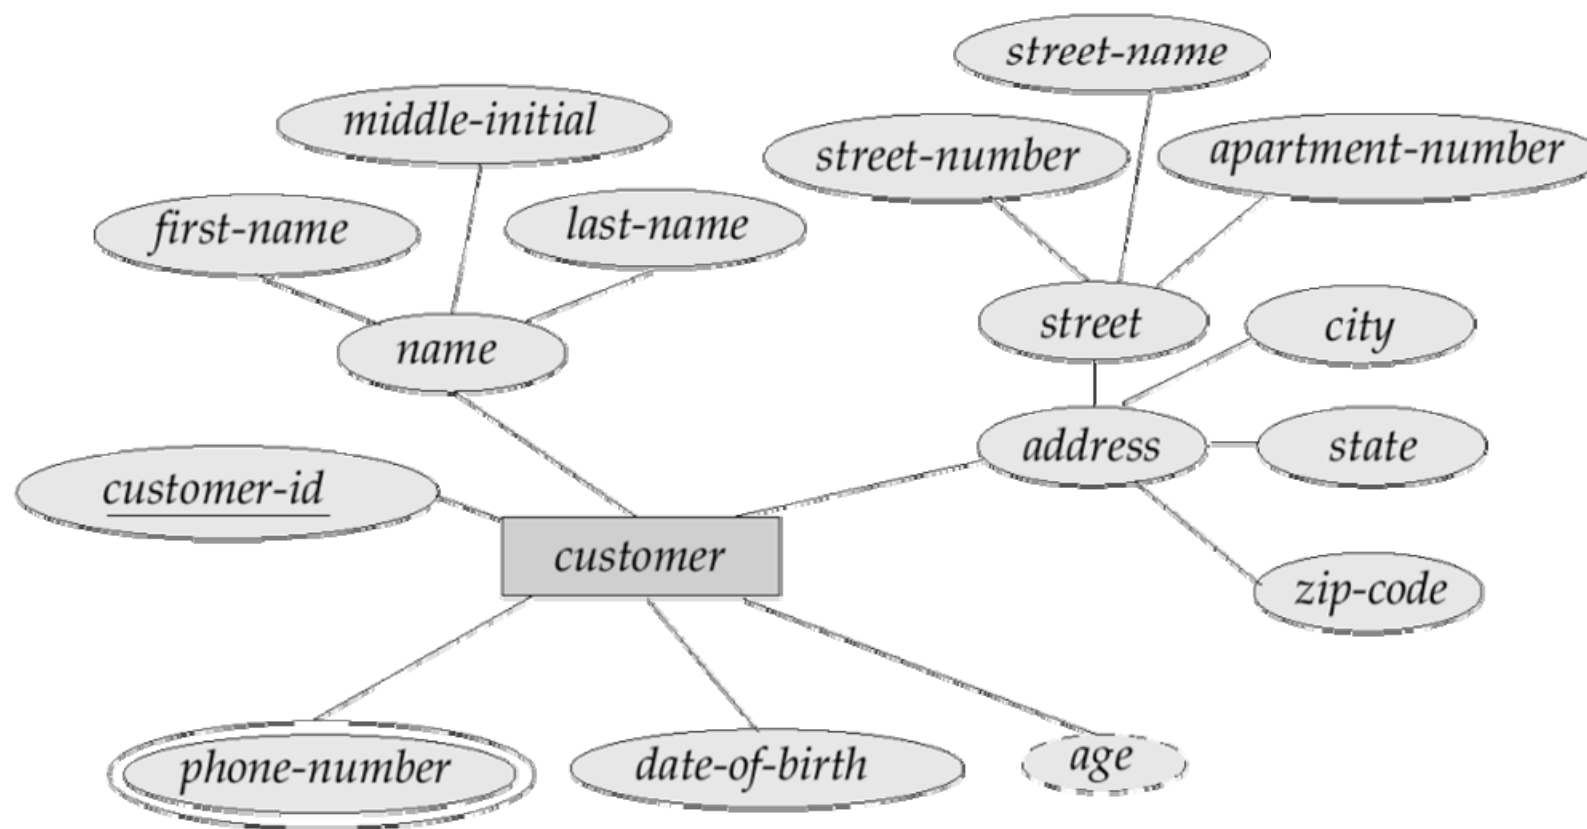 street-name
middle-initial
street-number
apartment-number
first-name
last-name
street
city
name
address
state
customer-id
customer
zip-code
phone-number
date-of-birth
age